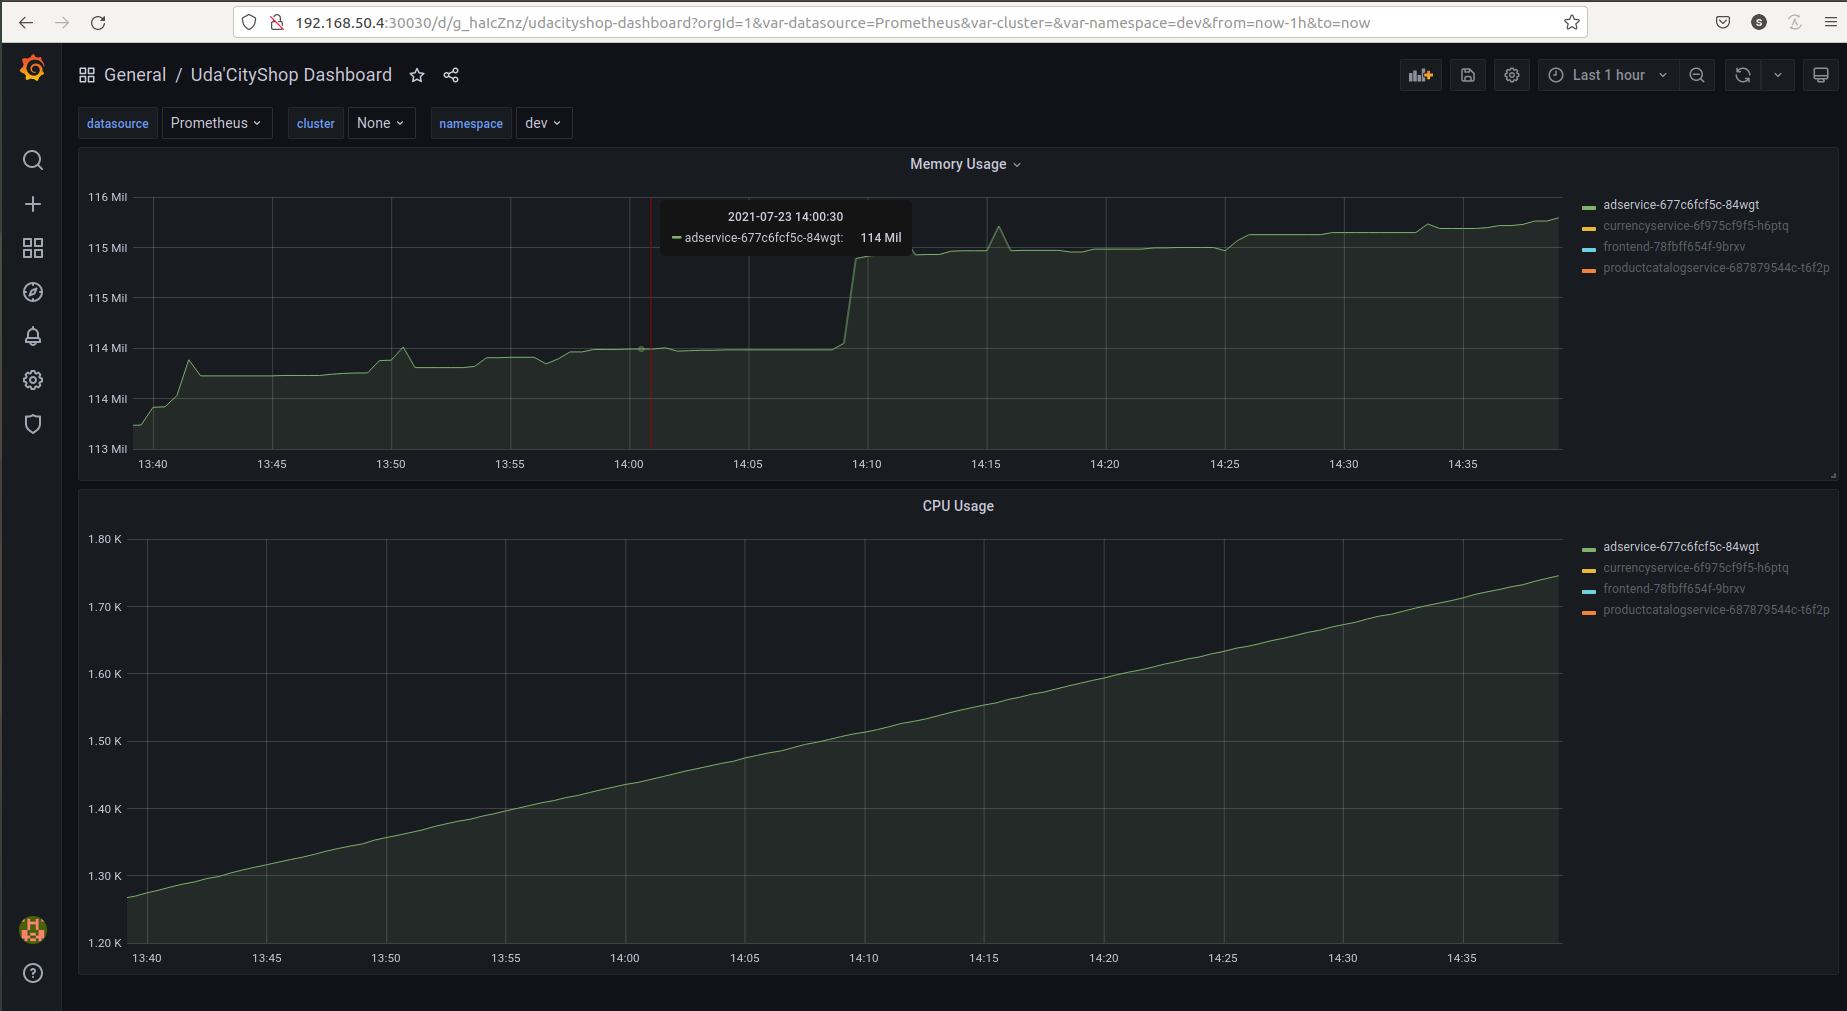 192.168.50.4:30030/d/g_haIcZnz/udacityshop-dashboard?orgId=1&var-datasource=Prometheus&var-cluster=&var-namespace=dev&from=now-1h&to=now
S
General / Uda'CityShop Dashboard
Last 1 hour
datasource Prometheus cluster None namespace dev
Memory Usage
116 Mil
115 Mil
115 Mil
114 Mil
114 Mil
113 Mil
2021-07-23 14:00:30
adservice-677c6fcf5c-84wgt: 114 Mil
13:40 13:45 13:50 13:55 14:00 14:05 14:10 14:15 14:20 14:25 14:30 14:35
adservice-677c6fcf5c-84wgt
currencyservice-6f975cf9f5-h6ptq
frontend-78fbff654f-9brxv
productcatalogservice-687879544c-t6f2p
CPU Usage
1.80 K
1.70 K
1.60 K
1.50 K
1.40 K
1.30 K
1.20 K
13:40 13:45 13:50 13:55 14:00 14:05 14:10 14:15 14:20 14:25 14:30 14:35
adservice-677c6fcf5c-84wgt
currencyservice-6f975cf9f5-h6ptq
frontend-78fbff654f-9brxv
productcatalogservice-687879544c-t6f2p